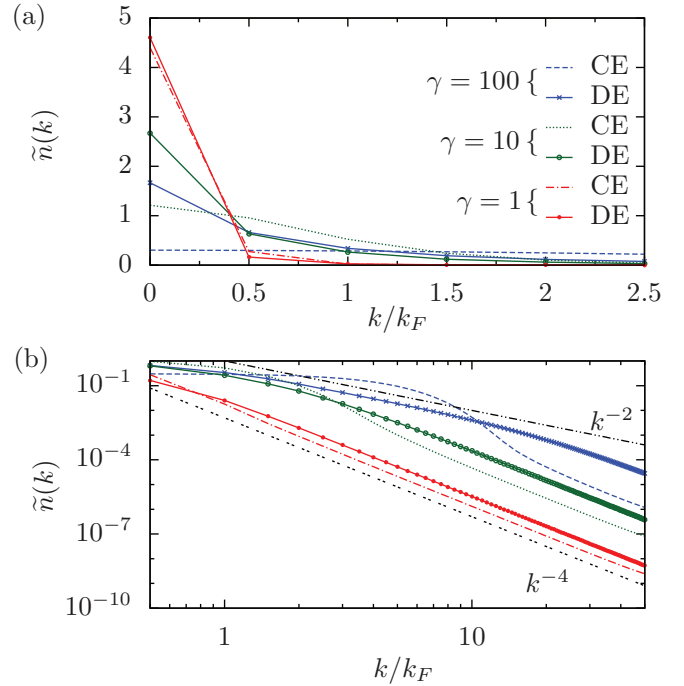 (a)
5
4
3
2
1
0
ñ(k)
γ = 100 { CE
DE
γ = 10 { CE
DE
γ = 1 { CE
DE
0 0.5 1 1.5 2 2.5
k/k_F
(b)
10⁻¹
10⁻⁴
10⁻⁷
10⁻¹⁰
ñ(k)
k⁻²
k⁻⁴
1 10
k/k_F